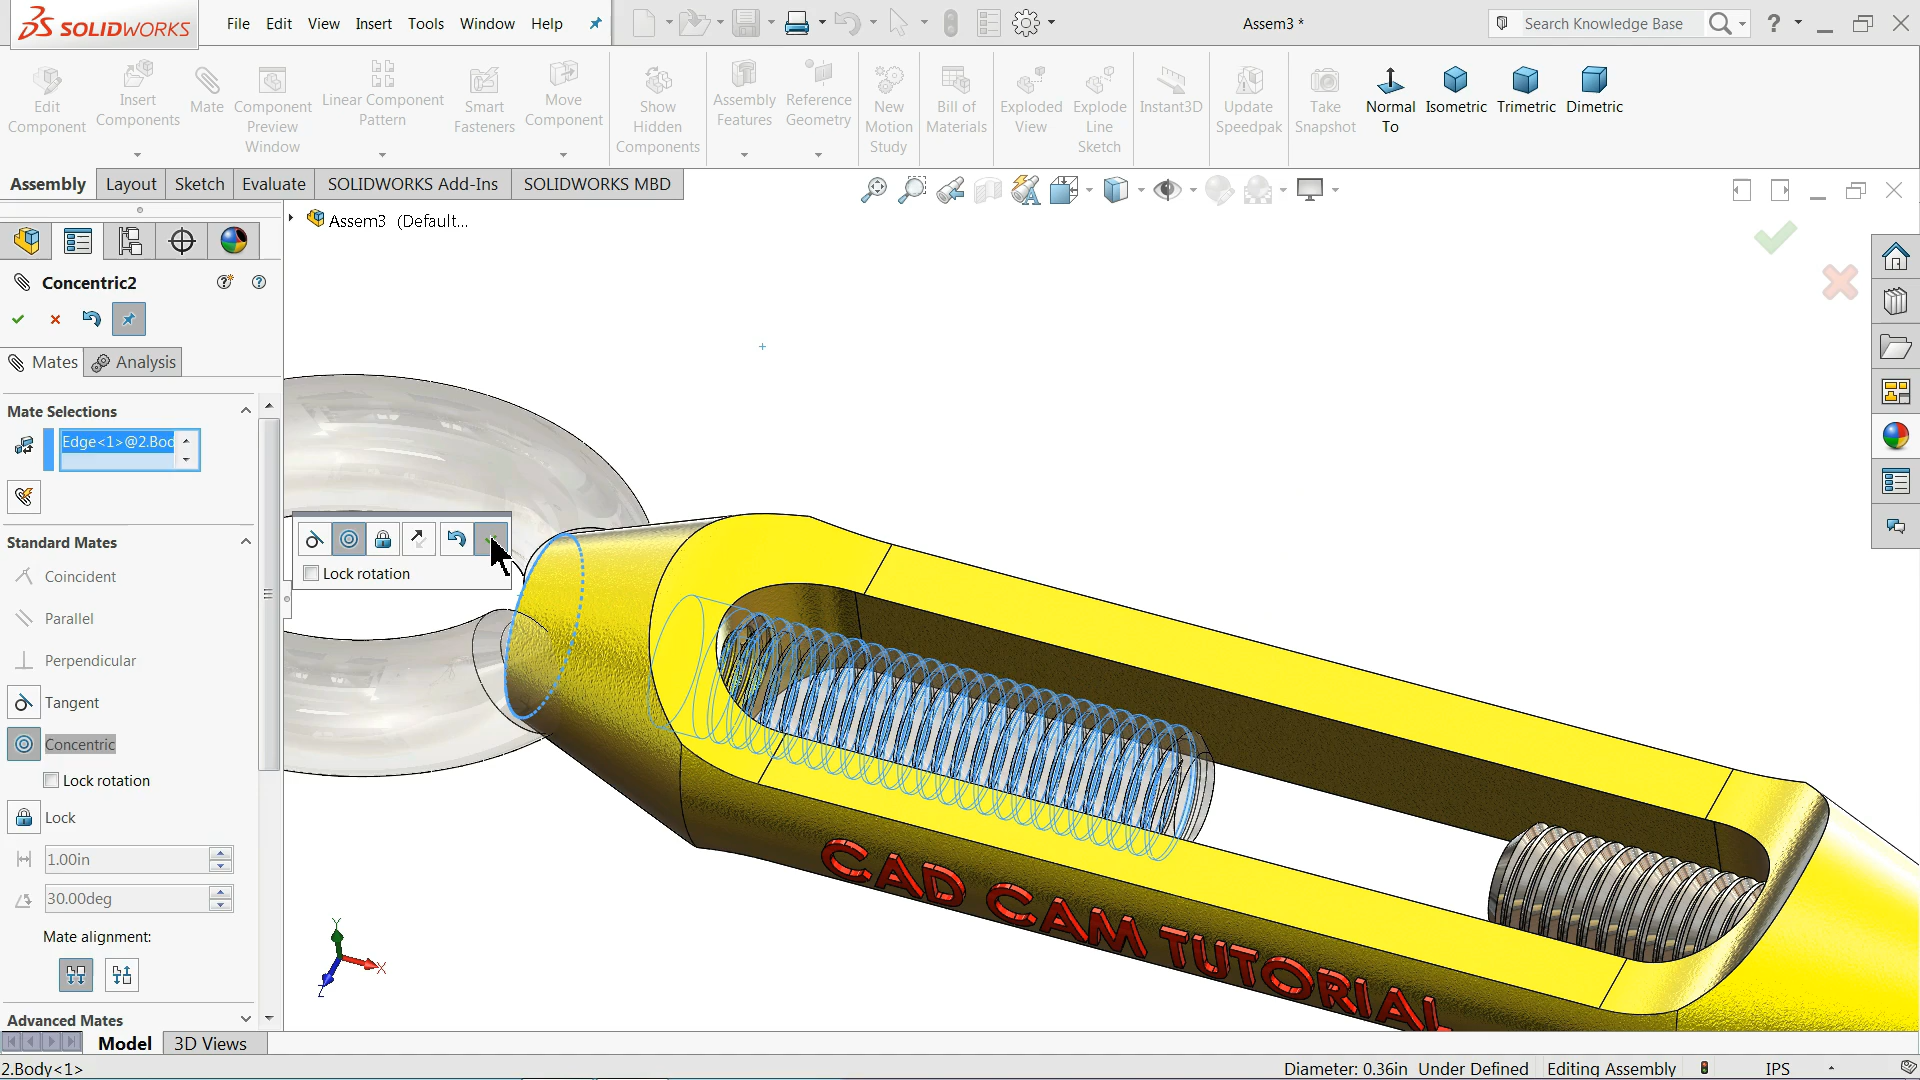 SOLIDWORKS
File Edit View Insert Tools Window Help
Assem3 *
Search Knowledge Base
?
Edit Component
Insert Components
Mate
Component Preview Window
Linear Component Pattern
Smart Fasteners
Move Component
Show Hidden Components
Assembly Features
Reference Geometry
New Motion Study
Bill of Materials
Exploded View
Explode Line Sketch
Instant3D
Update Speedpak
Take Snapshot
Normal To
Isometric
Trimetric
Dimetric
Assembly Layout Sketch Evaluate SOLIDWORKS Add-Ins SOLIDWORKS MBD
Assem3 (Default...
Concentric2
Mates Analysis
Mate Selections
Edge<1>@2.Bod
Standard Mates
Coincident
Parallel
Perpendicular
Tangent
Concentric
Lock rotation
Lock
1.00in
30.00deg
Mate alignment:
Advanced Mates
Lock rotation
CAD CAM TUTORIAL
Y
X
Z
Model 3D Views
2.Body<1>
Diameter: 0.36in Under Defined Editing Assembly IPS